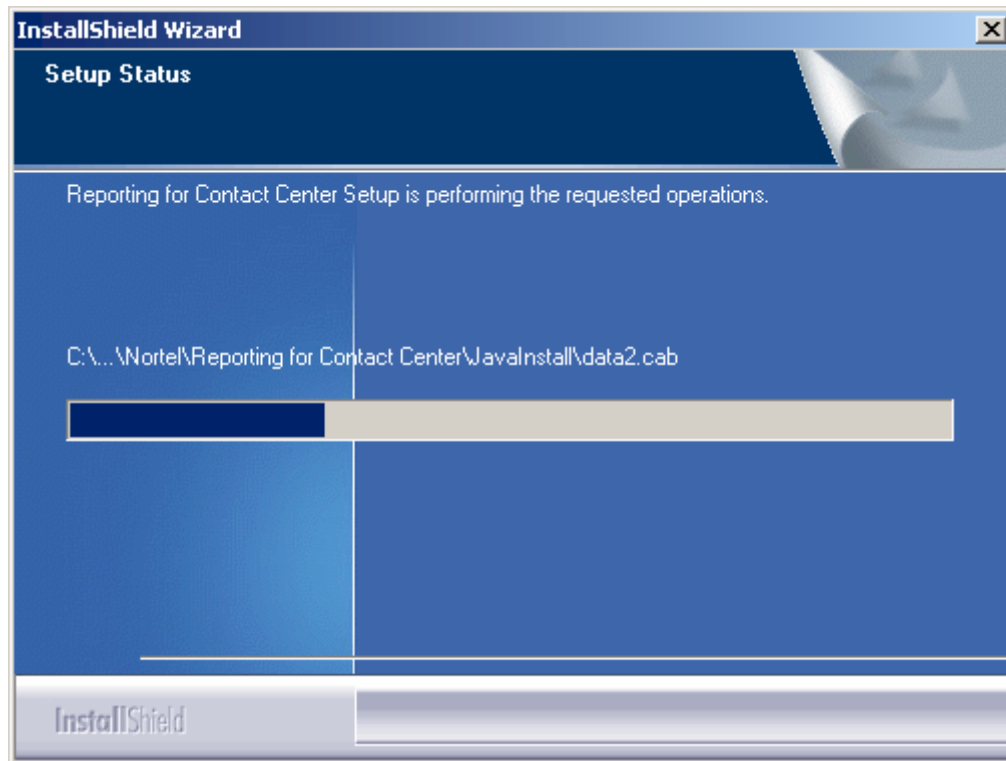 InstallShield Wizard
Setup Status
Reporting for Contact Center Setup is performing the requested operations.
C:\...\Nortel\Reporting for Contact Center\JavaInstall\data2.cab
InstallShield